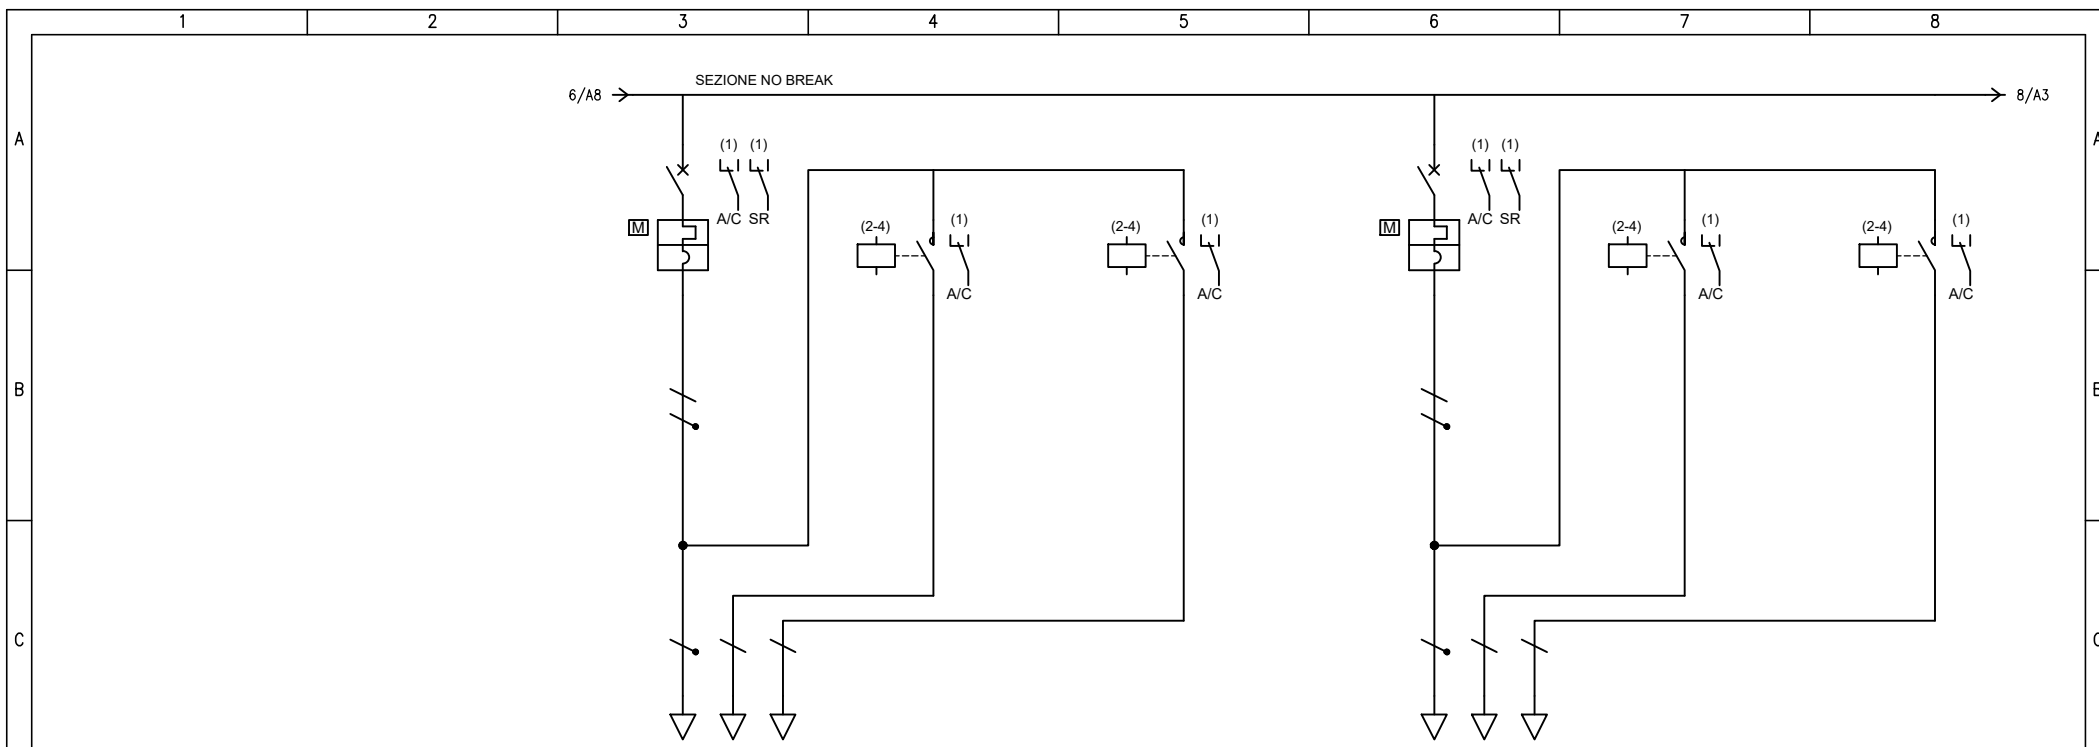 1 2 3 4 5 6 7 8
SEZIONE NO BREAK
6/A8 8/A3
A A
(1) (1) (1) (1)
A/C SR A/C SR
M (2-4) (1) (2-4) (1) M (2-4) (1) (2-4) (1)
A/C A/C A/C A/C
B B
C C